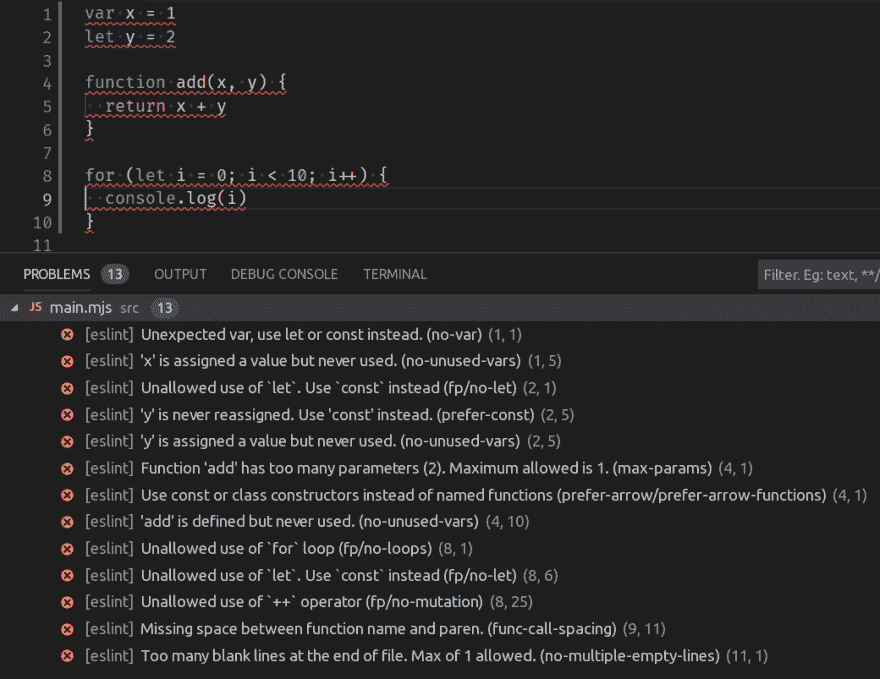 1 var x = 1
2 let y = 2
3
4 function add(x, y) {
5 return x + y
6 }
7
8 for (let i = 0; i < 10; i++) {
9 console.log(i)
10 }
11
PROBLEMS 13 OUTPUT DEBUG CONSOLE TERMINAL Filter. Eg: text, **/
JS main.mjs src 13
[eslint] Unexpected var, use let or const instead. (no-var) (1, 1)
[eslint] 'x' is assigned a value but never used. (no-unused-vars) (1, 5)
[eslint] Unallowed use of `let`. Use `const` instead (fp/no-let) (2, 1)
[eslint] 'y' is never reassigned. Use 'const' instead. (prefer-const) (2, 5)
[eslint] 'y' is assigned a value but never used. (no-unused-vars) (2, 5)
[eslint] Function 'add' has too many parameters (2). Maximum allowed is 1. (max-params) (4, 1)
[eslint] Use const or class constructors instead of named functions (prefer-arrow/prefer-arrow-functions) (4, 1)
[eslint] 'add' is defined but never used. (no-unused-vars) (4, 10)
[eslint] Unallowed use of `for` loop (fp/no-loops) (8, 1)
[eslint] Unallowed use of `let`. Use `const` instead (fp/no-let) (8, 6)
[eslint] Unallowed use of `++` operator (fp/no-mutation) (8, 25)
[eslint] Missing space between function name and paren. (func-call-spacing) (9, 11)
[eslint] Too many blank lines at the end of file. Max of 1 allowed. (no-multiple-empty-lines) (11, 1)